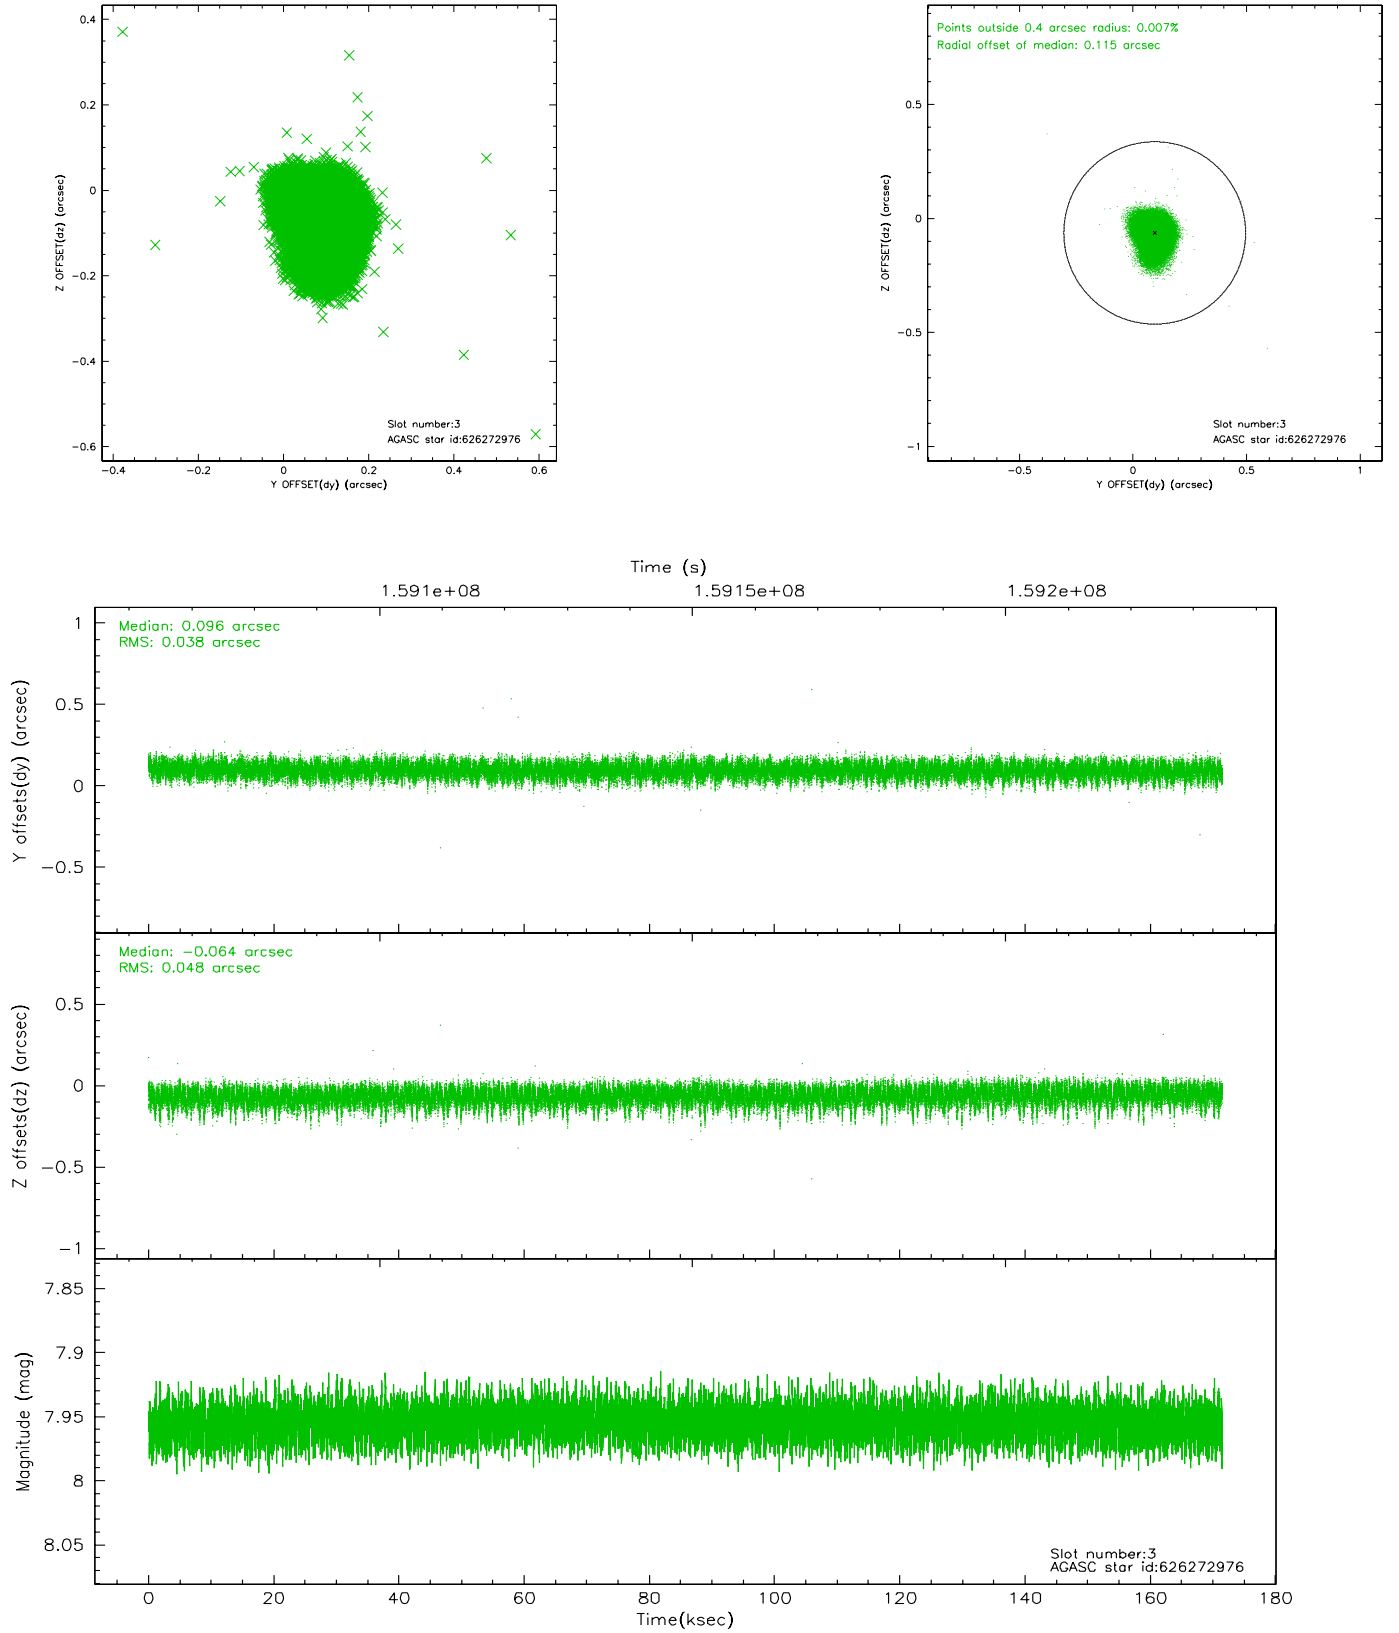 0.4
0.2
0
−0.2
−0.4
−0.6
Z OFFSET(dz) (arcsec)
Slot number:3
AGASC star id:626272976
−0.4 −0.2 0 0.2 0.4 0.6
Y OFFSET(dy) (arcsec)
Points outside 0.4 arcsec radius: 0.007%
Radial offset of median: 0.115 arcsec
0.5
0
−0.5
−1
Z OFFSET(dz) (arcsec)
Slot number:3
AGASC star id:626272976
−0.5 0 0.5 1
Y OFFSET(dy) (arcsec)
Time (s)
1.591e+08 1.5915e+08 1.592e+08
Median: 0.096 arcsec
RMS: 0.038 arcsec
1
0.5
0
−0.5
Y offsets(dy) (arcsec)
Median: −0.064 arcsec
RMS: 0.048 arcsec
0.5
0
−0.5
−1
Z offsets(dz) (arcsec)
7.85
7.9
7.95
8
8.05
Magnitude (mag)
Slot number:3
AGASC star id:626272976
0 20 40 60 80 100 120 140 160 180
Time(ksec)